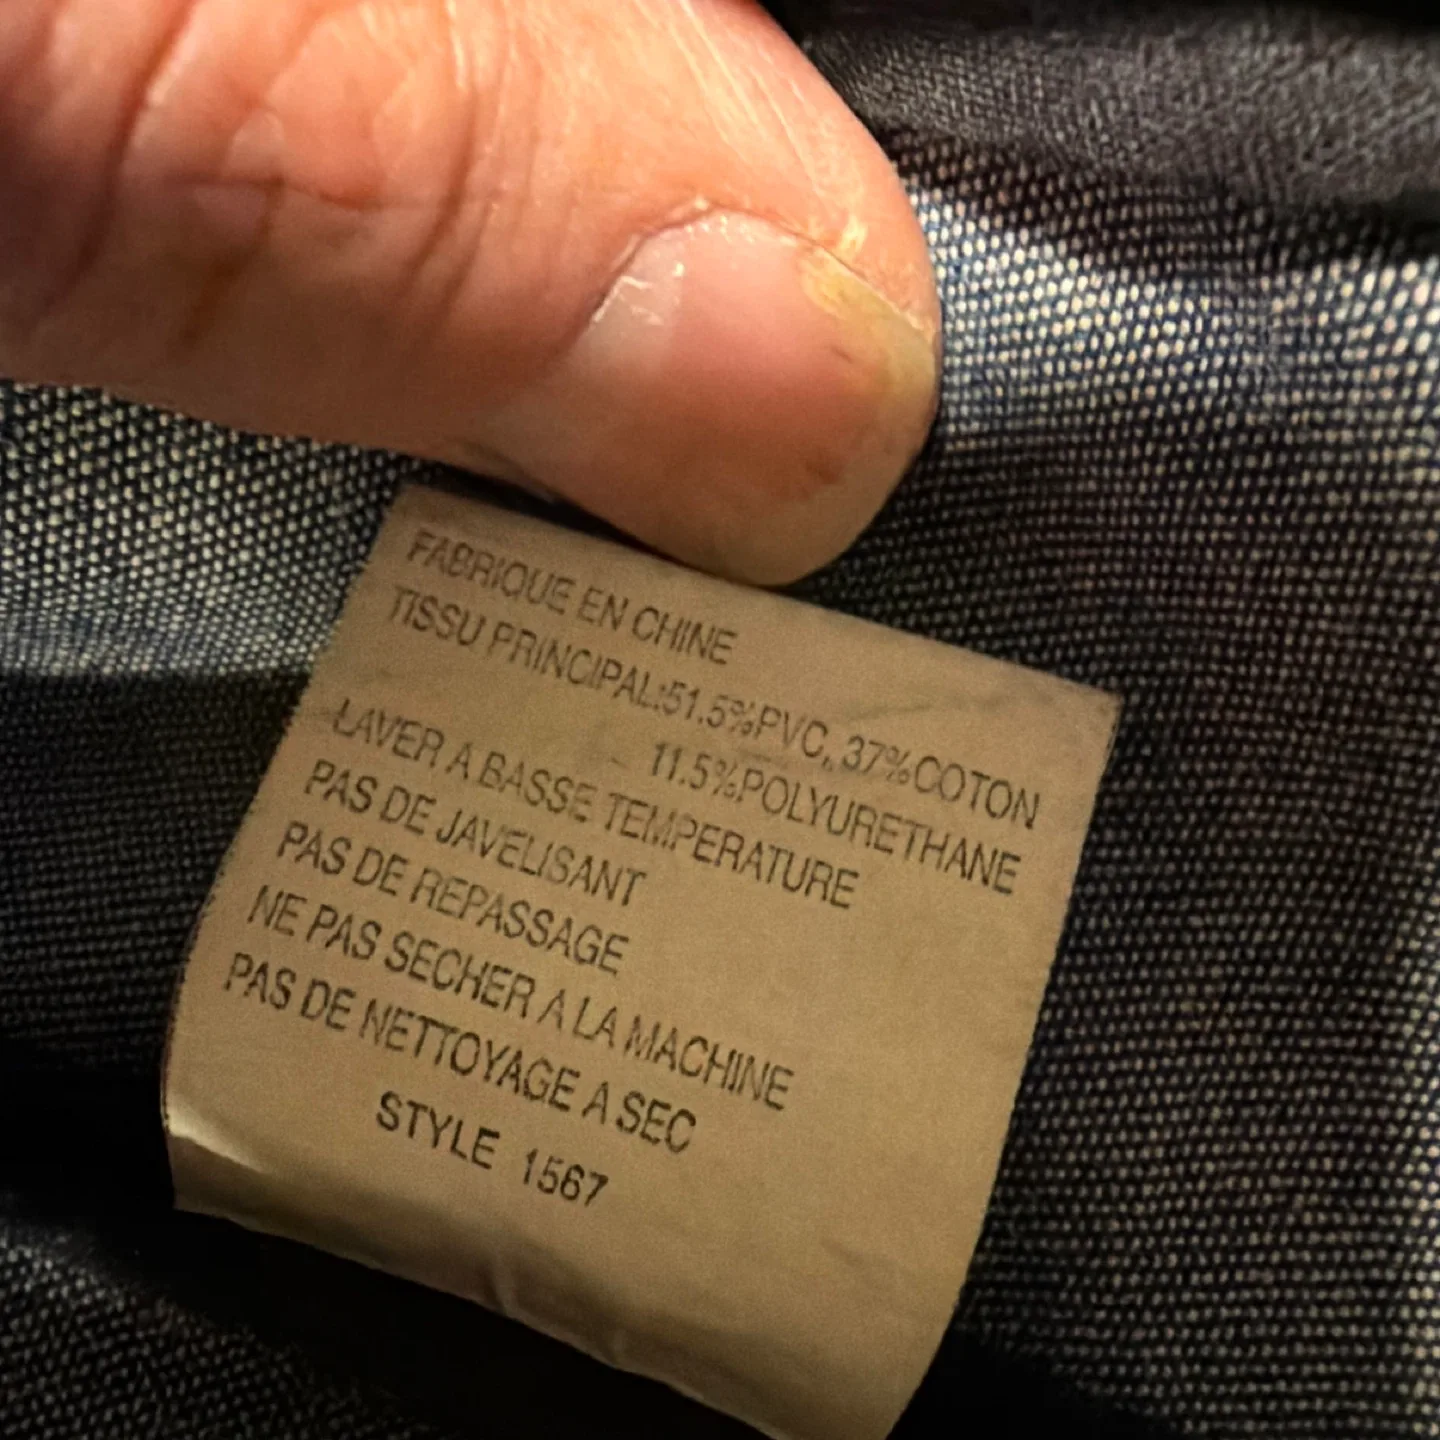 FABRIQUE EN CHINE
TISSU PRINCIPAL:51.5%PVC, 37%COTON
11.5%POLYURETHANE
LAVER A BASSE TEMPERATURE
PAS DE JAVELISANT
PAS DE REPASSAGE
NE PAS SECHER A LA MACHINE
PAS DE NETTOYAGE A SEC
STYLE 1567